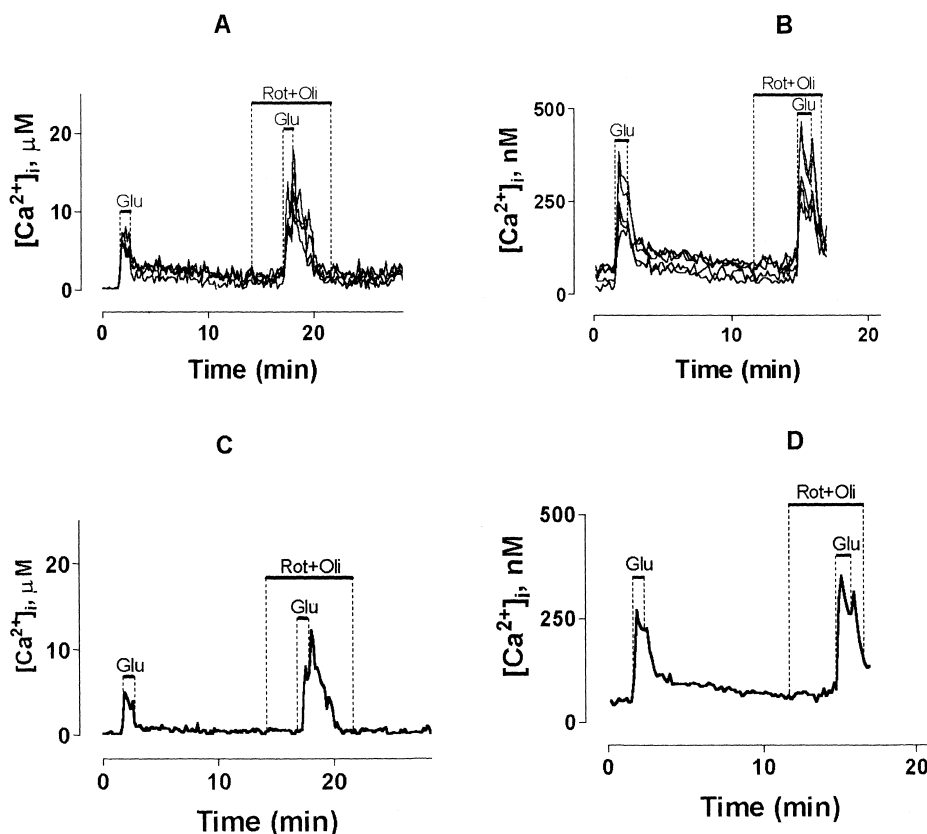 A
Rot+Oli
Glu
Glu
20
10
0
[Ca²⁺]ᵢ, μM
0 10 20
Time (min)
B
Rot+Oli
Glu
Glu
500
250
0
[Ca²⁺]ᵢ, nM
0 10 20
Time (min)
C
Rot+Oli
Glu
Glu
20
10
0
[Ca²⁺]ᵢ, μM
0 10 20
Time (min)
D
Rot+Oli
Glu
Glu
500
250
0
[Ca²⁺]ᵢ, nM
0 10 20
Time (min)